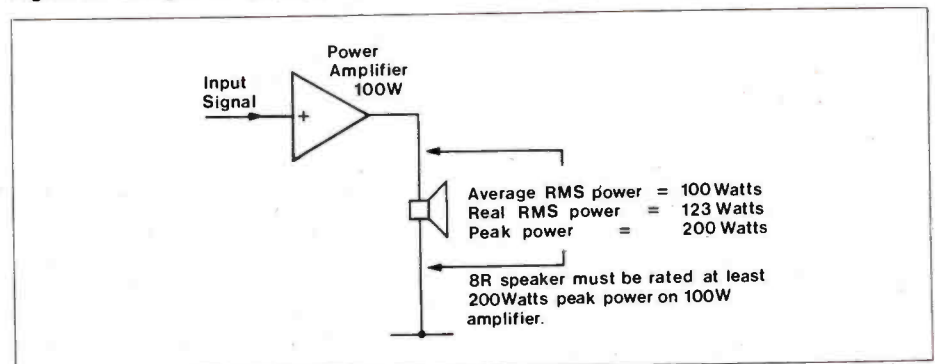 Power
Amplifier
100W
Input
Signal
+
Average RMS power = 100 Watts
Real RMS power = 123 Watts
Peak power = 200 Watts
8R speaker must be rated at least
200Watts peak power on 100W
amplifier.